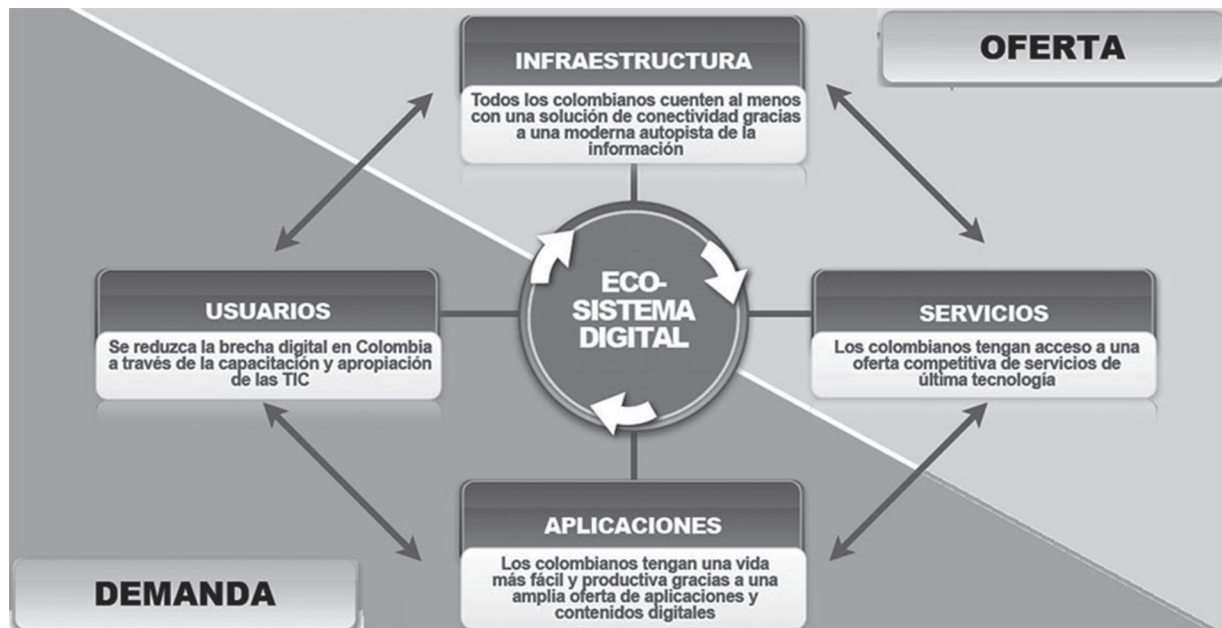 OFERTA
INFRAESTRUCTURA
Todos los colombianos cuenten al menos
con una solución de conectividad gracias
a una moderna autopista de la
información
USUARIOS
Se reduzca la brecha digital en Colombia
a través de la capacitación y apropiación
de las TIC
ECO-
SISTEMA
DIGITAL
SERVICIOS
Los colombianos tengan acceso a una
oferta competitiva de servicios de
última tecnología
APLICACIONES
Los colombianos tengan una vida
más fácil y productiva gracias a una
amplia oferta de aplicaciones y
contenidos digitales
DEMANDA